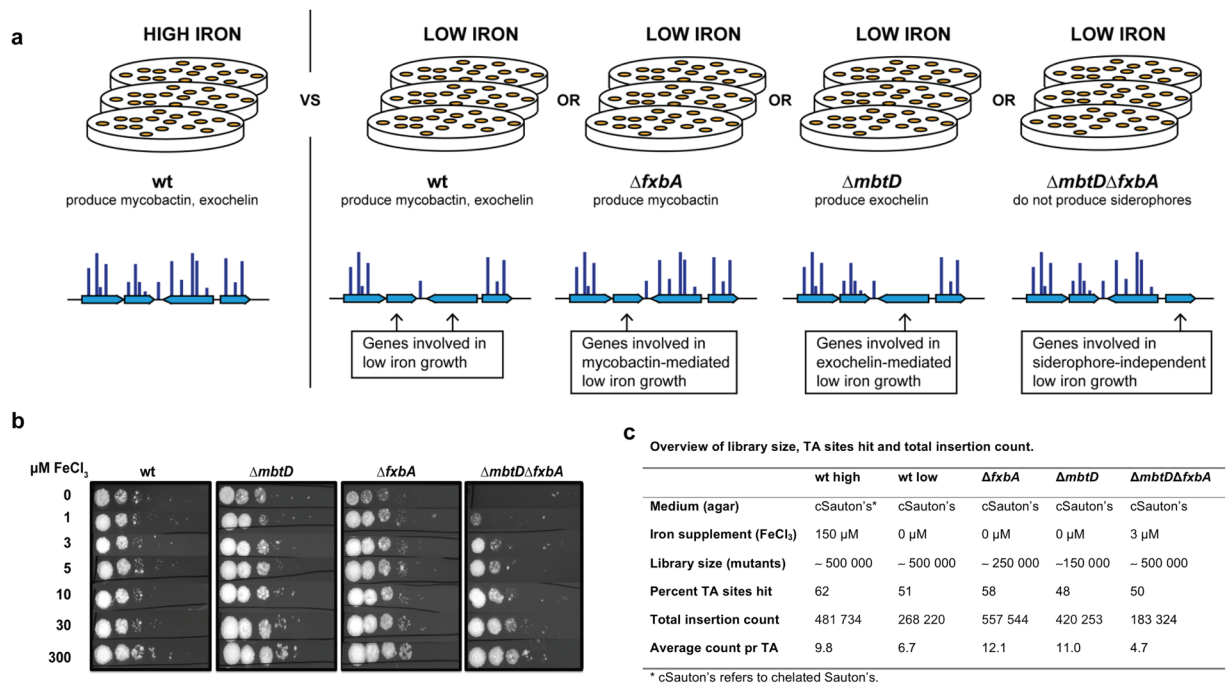 a
HIGH IRON
VS
LOW IRON
OR
LOW IRON
OR
LOW IRON
OR
LOW IRON
wt
produce mycobactin, exochelin
wt
produce mycobactin, exochelin
ΔfxbA
produce mycobactin
ΔmbtD
produce exochelin
ΔmbtDΔfxbA
do not produce siderophores
Genes involved in
low iron growth
Genes involved in
mycobactin-mediated
low iron growth
Genes involved in
exochelin-mediated
low iron growth
Genes involved in
siderophore-independent
low iron growth
b
µM FeCl3 wt ΔmbtD ΔfxbA ΔmbtDΔfxbA
0
1
3
5
10
30
300
c
Overview of library size, TA sites hit and total insertion count.
wt high wt low ΔfxbA ΔmbtD ΔmbtDΔfxbA
Medium (agar) cSauton's* cSauton's cSauton's cSauton's cSauton's
Iron supplement (FeCl3) 150 µM 0 µM 0 µM 0 µM 3 µM
Library size (mutants) ~ 500 000 ~ 500 000 ~ 250 000 ~150 000 ~ 500 000
Percent TA sites hit 62 51 58 48 50
Total insertion count 481 734 268 220 557 544 420 253 183 324
Average count pr TA 9.8 6.7 12.1 11.0 4.7
* cSauton's refers to chelated Sauton's.